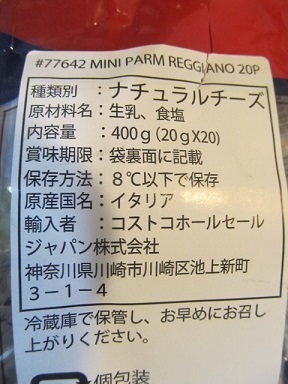 #77642 MINI PARM REGGIANO 20P
種類別 : ナチュラルチーズ
原材料名 : 生乳、食塩
内容量 : 400g (20gX20)
賞味期限 : 袋裏面に記載
保存方法 : 8℃以下で保存
原産国名 : イタリア
輸入者 : コストコホールセール
ジャパン株式会社
神奈川県川崎市川崎区池上新町
3-1-4
冷蔵庫で保管し、お早めにお召し
上がりください。
個包装